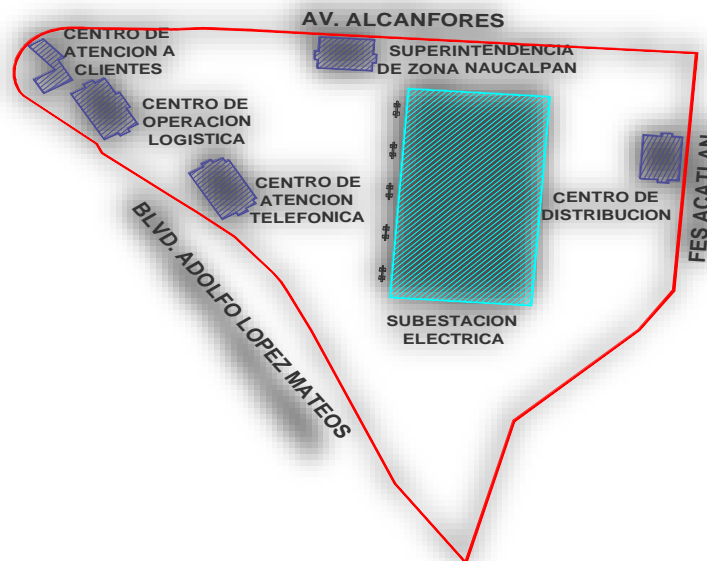 AV. ALCANFORES
CENTRO DE
ATENCION A
CLIENTES
SUPERINTENDENCIA
DE ZONA NAUCALPAN
CENTRO DE
OPERACION
LOGISTICA
CENTRO DE
ATENCION
TELEFONICA
CENTRO DE
DISTRIBUCION
FES ACATLAN
BLVD. ADOLFO LOPEZ MATEOS
SUBESTACION
ELECTRICA